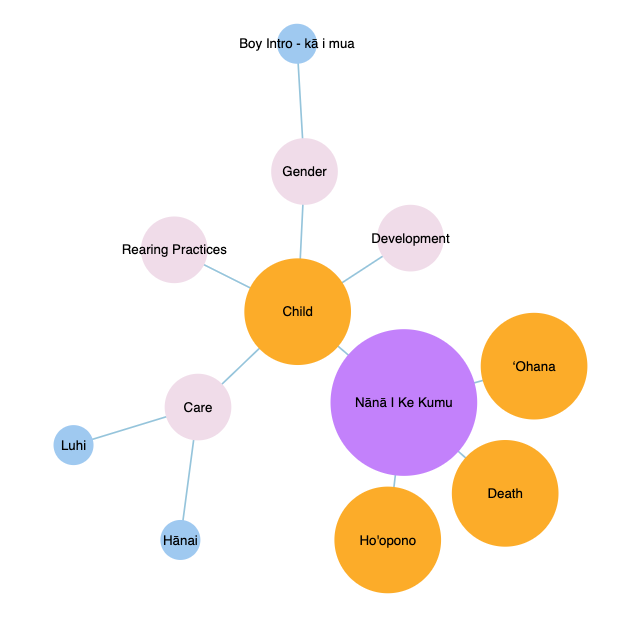 Boy Intro - kā i mua
Gender
Rearing Practices
Development
Child
ʻOhana
Nānā I Ke Kumu
Care
Luhi
Death
Hānai
Ho'opono